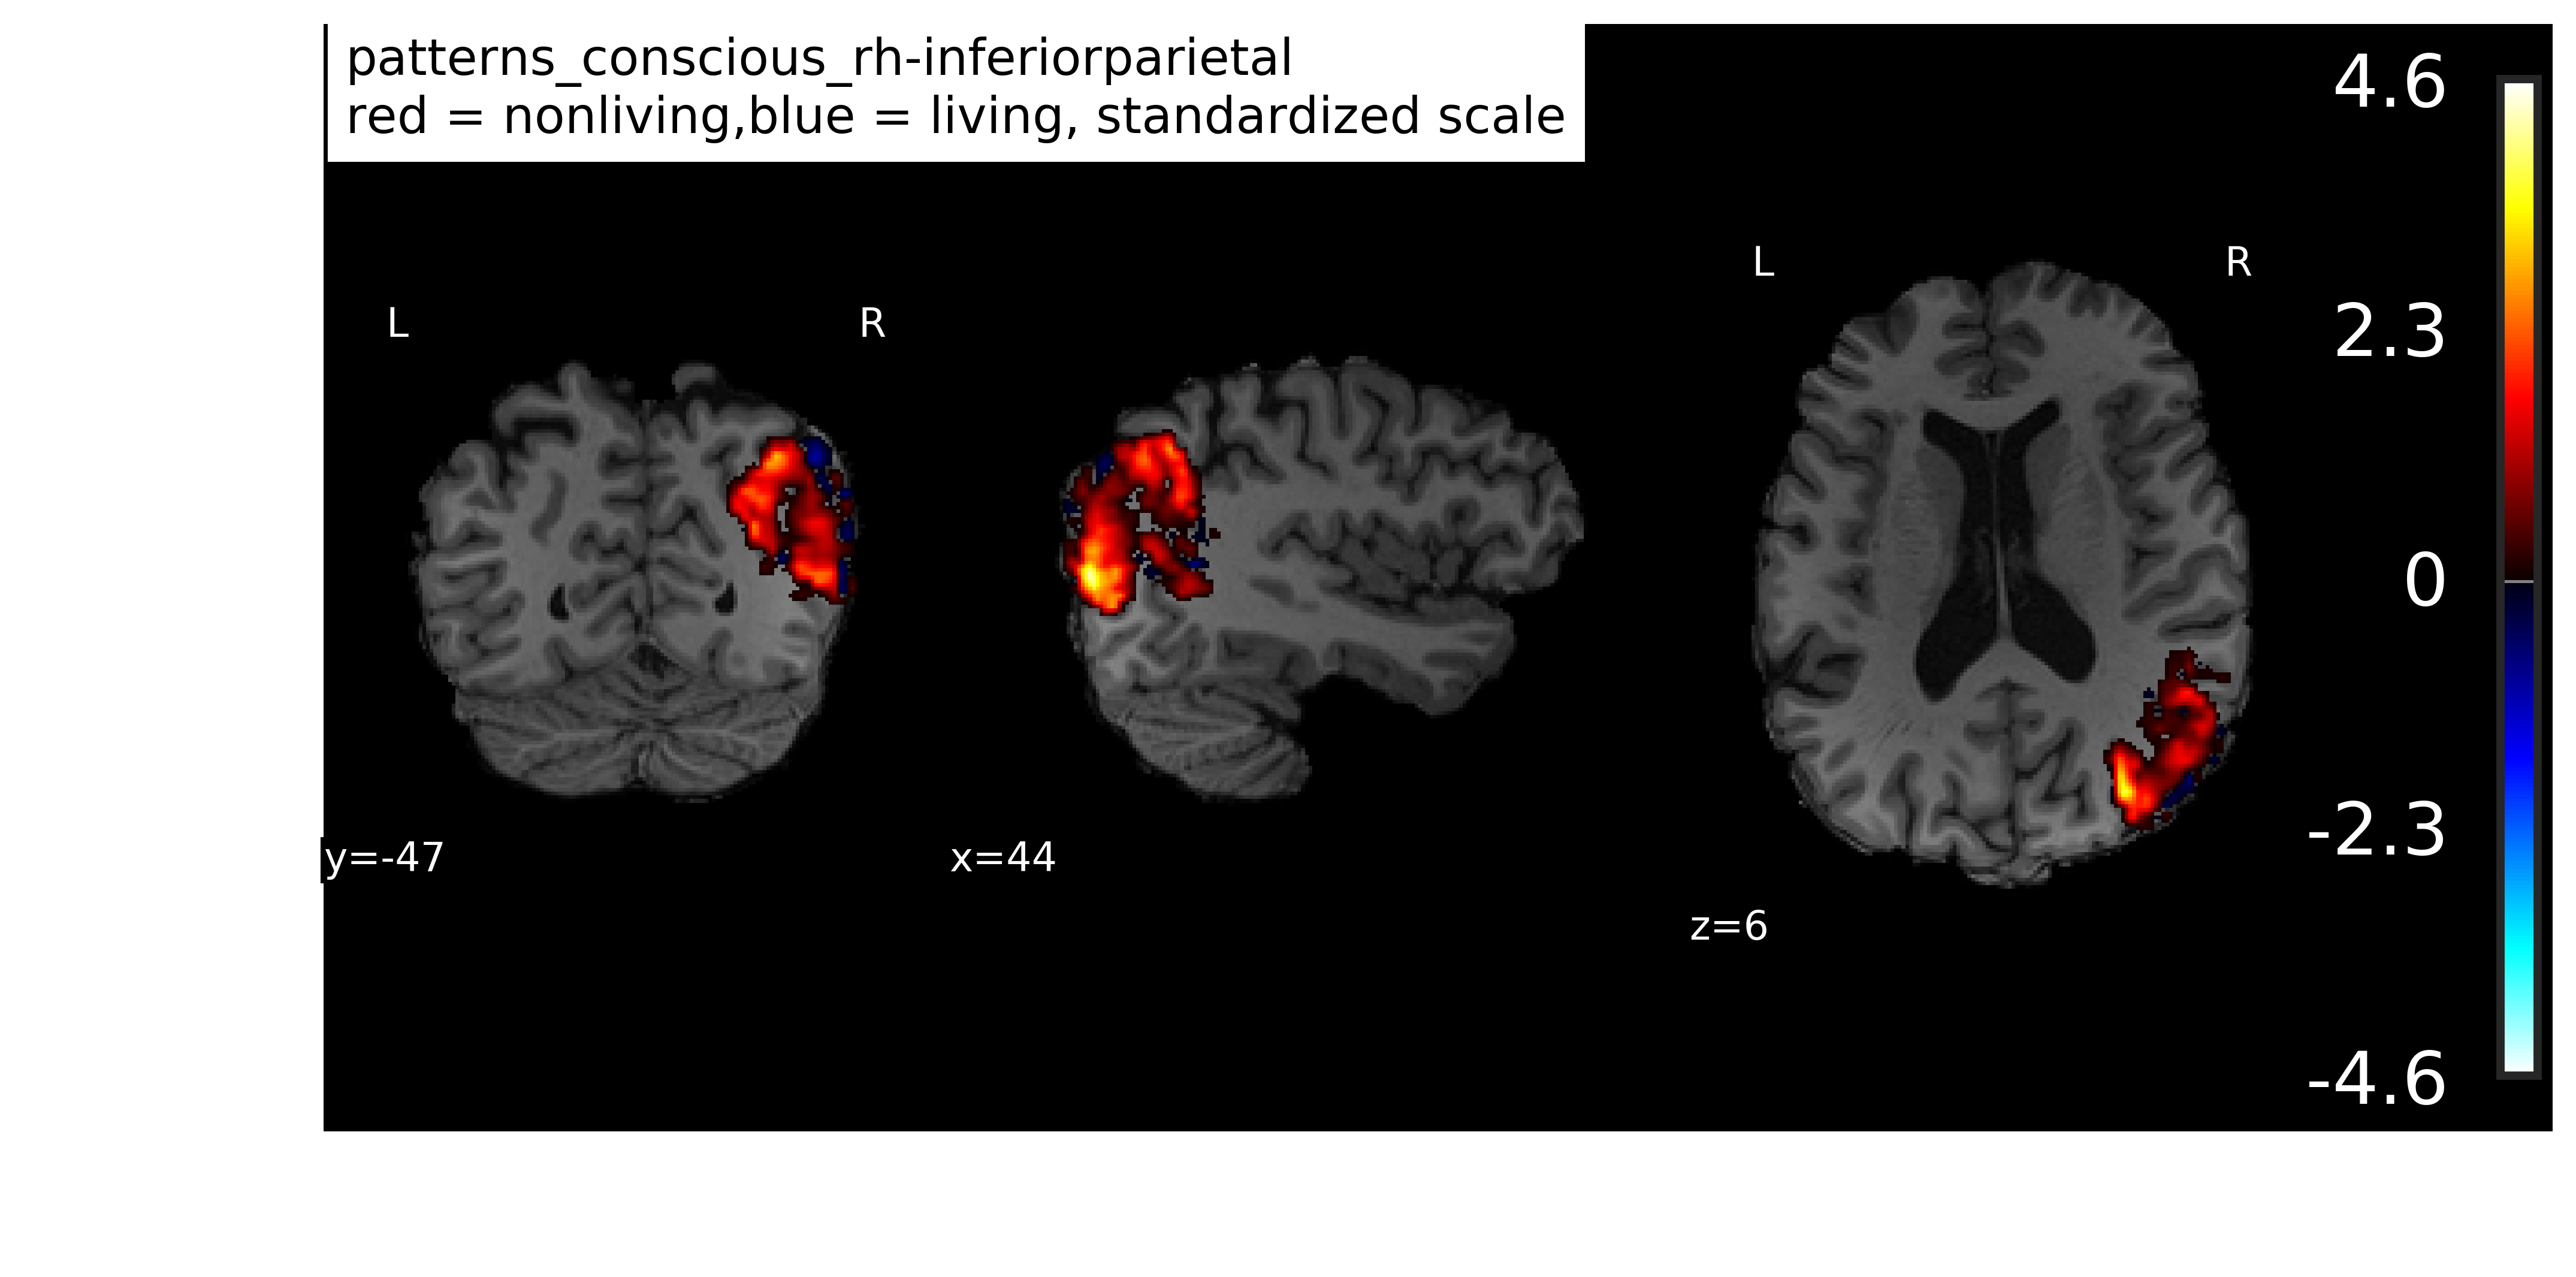 patterns_conscious_rh-inferiorparietal
red = nonliving,blue = living, standardized scale
L
R
y=-47
x=44
L
R
z=6
4.6
2.3
0
-2.3
-4.6